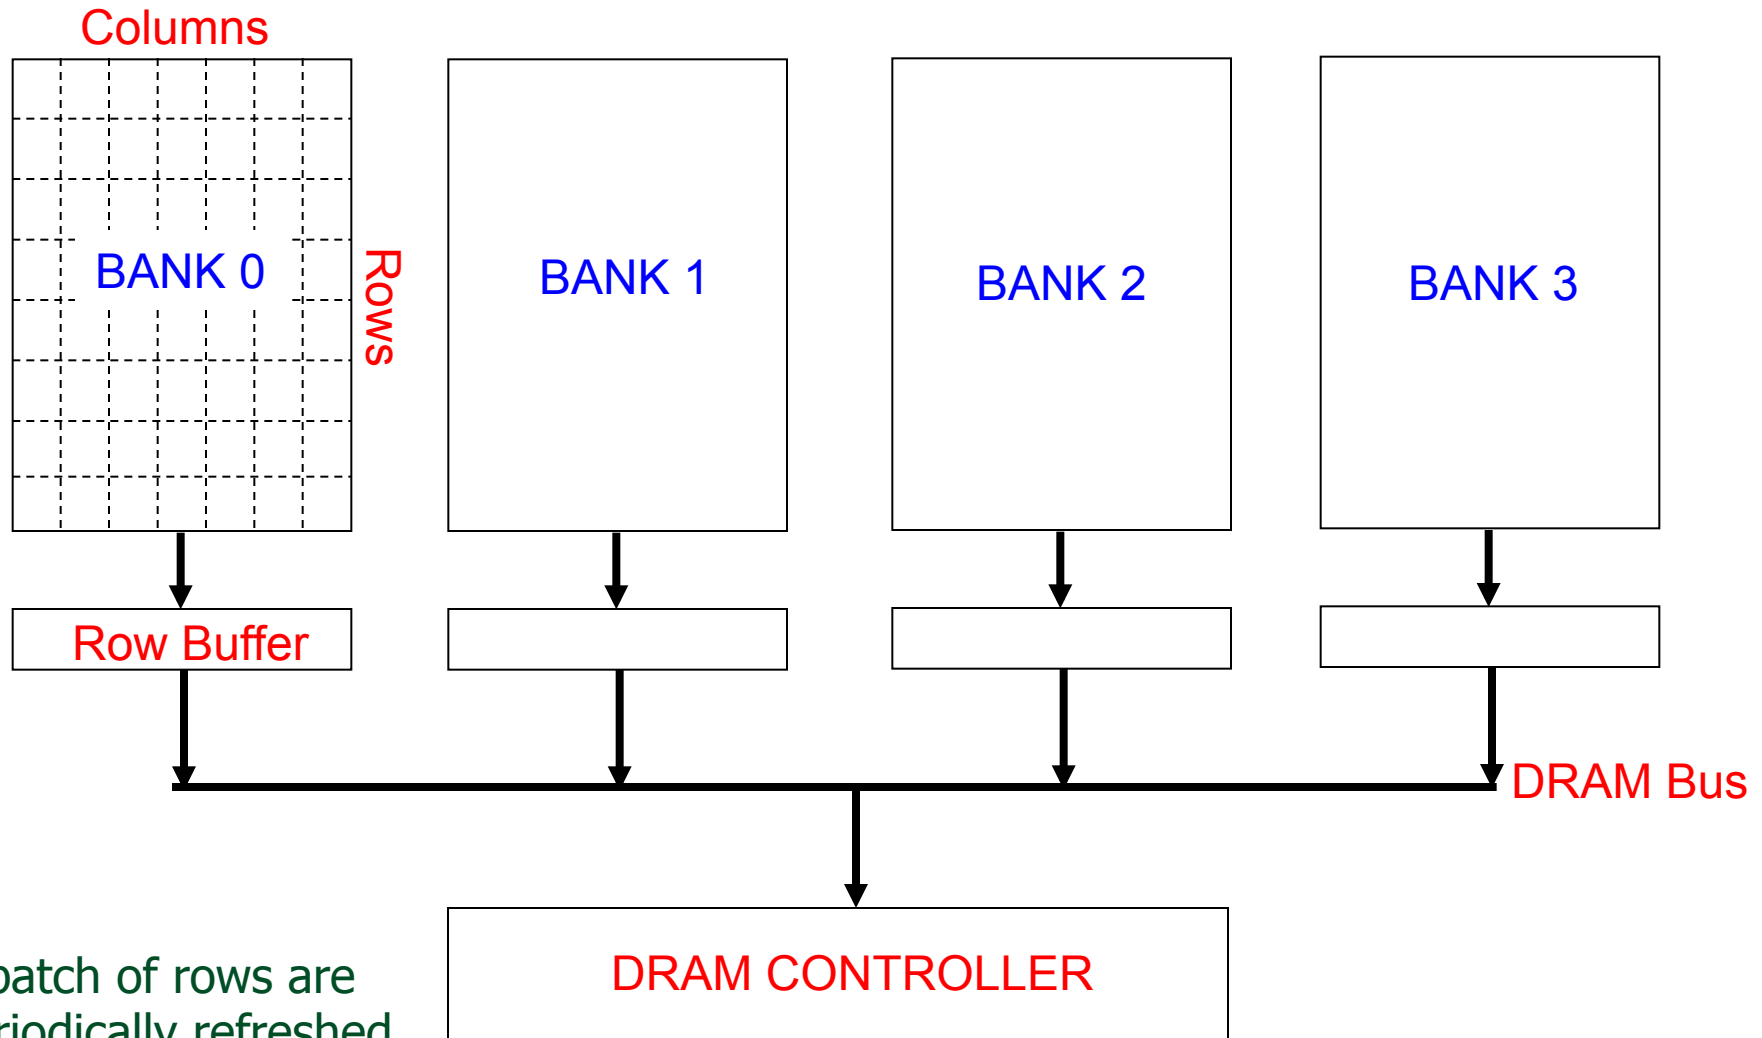 Columns
BANK 0
Rows
BANK 1
BANK 2
BANK 3
Row Buffer
DRAM Bus
DRAM CONTROLLER
of rows are
refreshed